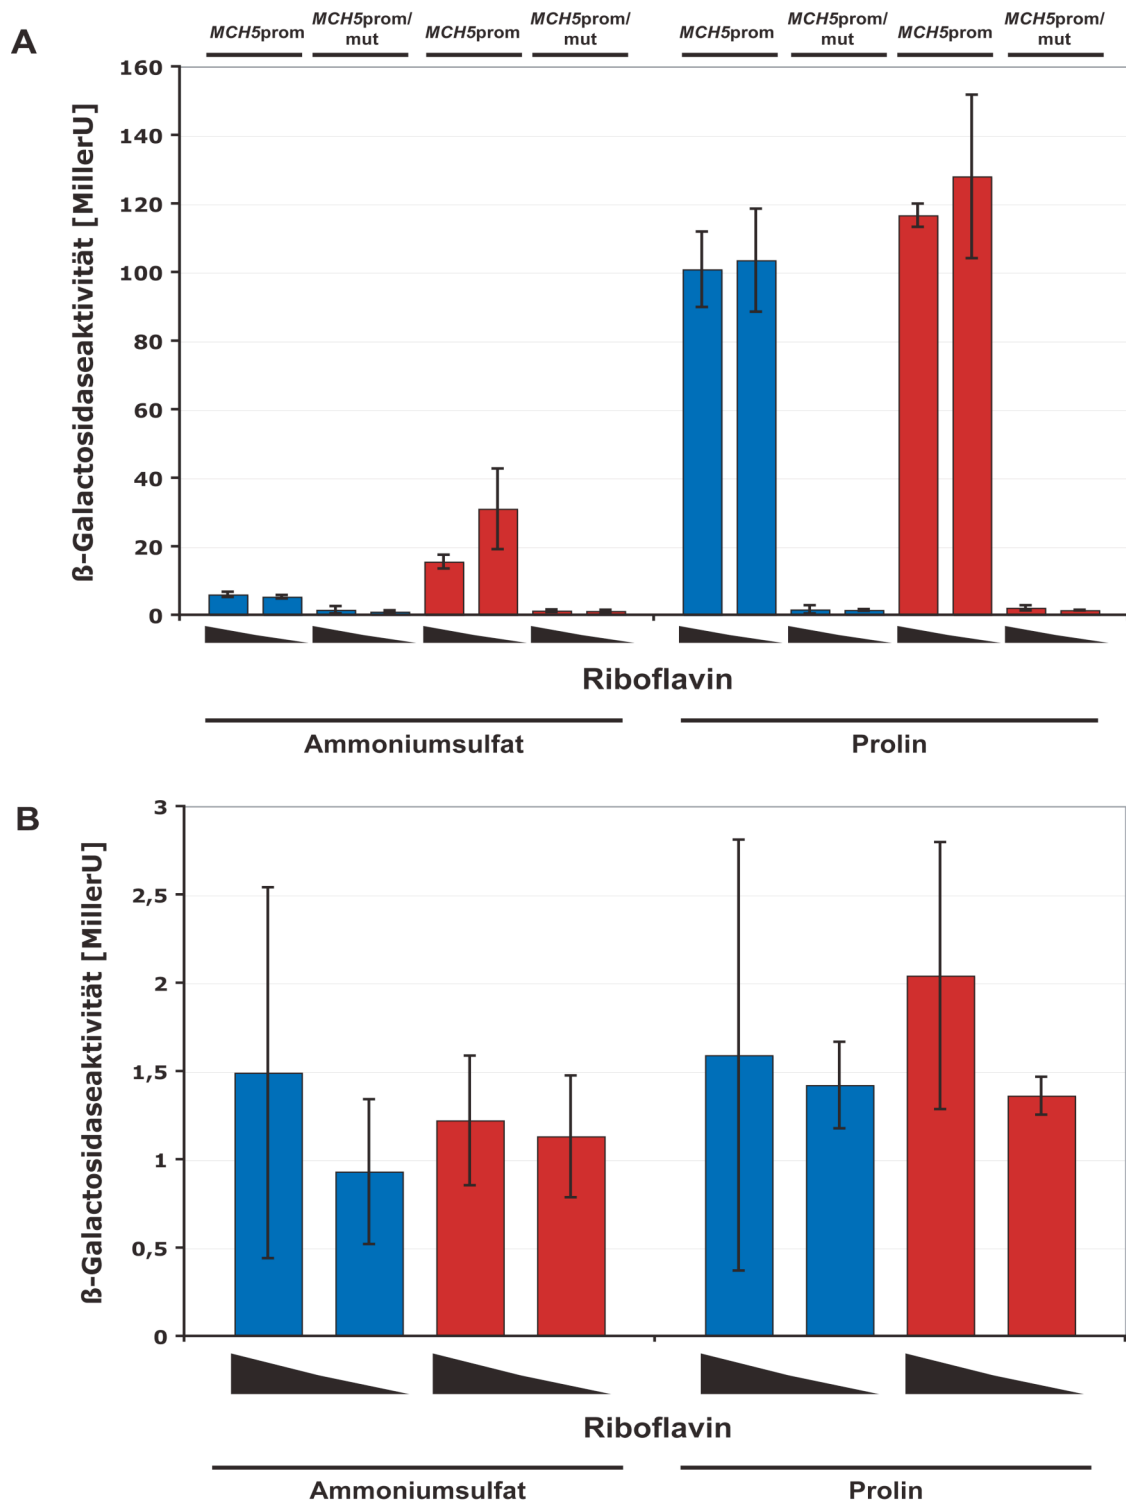 A
MCH5prom
MCH5prom/
mut
MCH5prom
MCH5prom/
mut
MCH5prom
MCH5prom/
mut
MCH5prom
MCH5prom/
mut
ß-Galactosidaseaktivität [MillerU]
160
140
120
100
80
60
40
20
0
Riboflavin
Ammoniumsulfat
Prolin
B
ß-Galactosidaseaktivität [MillerU]
3
2,5
2
1,5
1
0,5
0
Riboflavin
Ammoniumsulfat
Prolin